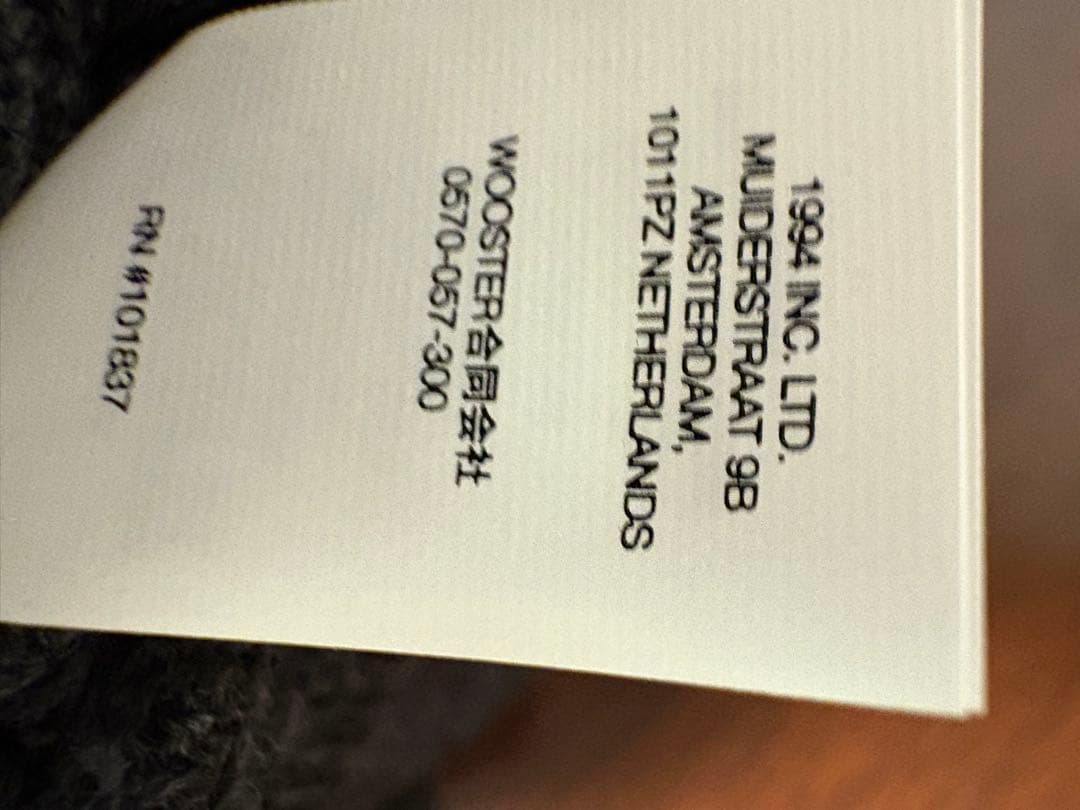 1994 INC. LTD.
MUIDERSTRAAT 9B
AMSTERDAM,
1011PZ NETHERLANDS
WOOSTER合同会社
0570-057-300
RN #101837